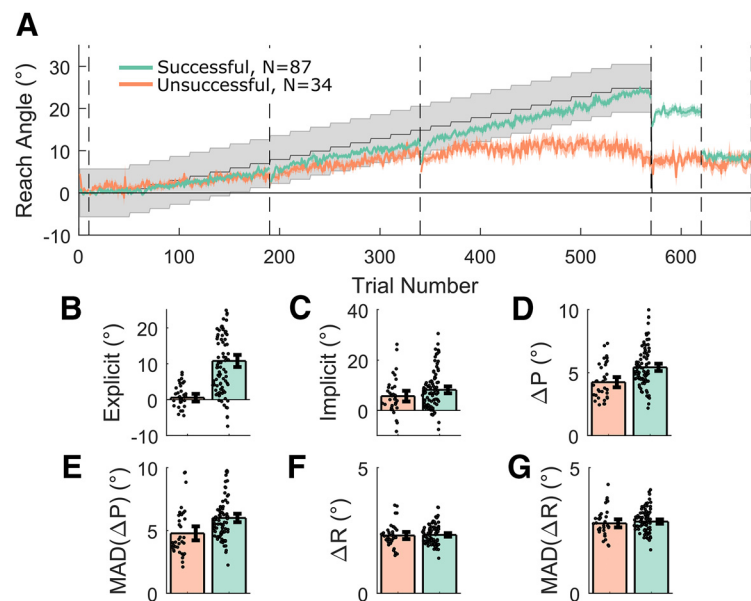 A
Reach Angle (°)
30
20
10
0
-10
Successful, N=87
Unsuccessful, N=34
0 100 200 300 400 500 600
Trial Number
B
Explicit (°)
20
10
0
-10
C
Implicit (°)
40
20
0
D
ΔP (°)
10
5
0
E
MAD(ΔP) (°)
10
5
0
F
ΔR (°)
5
0
G
MAD(ΔR) (°)
5
0